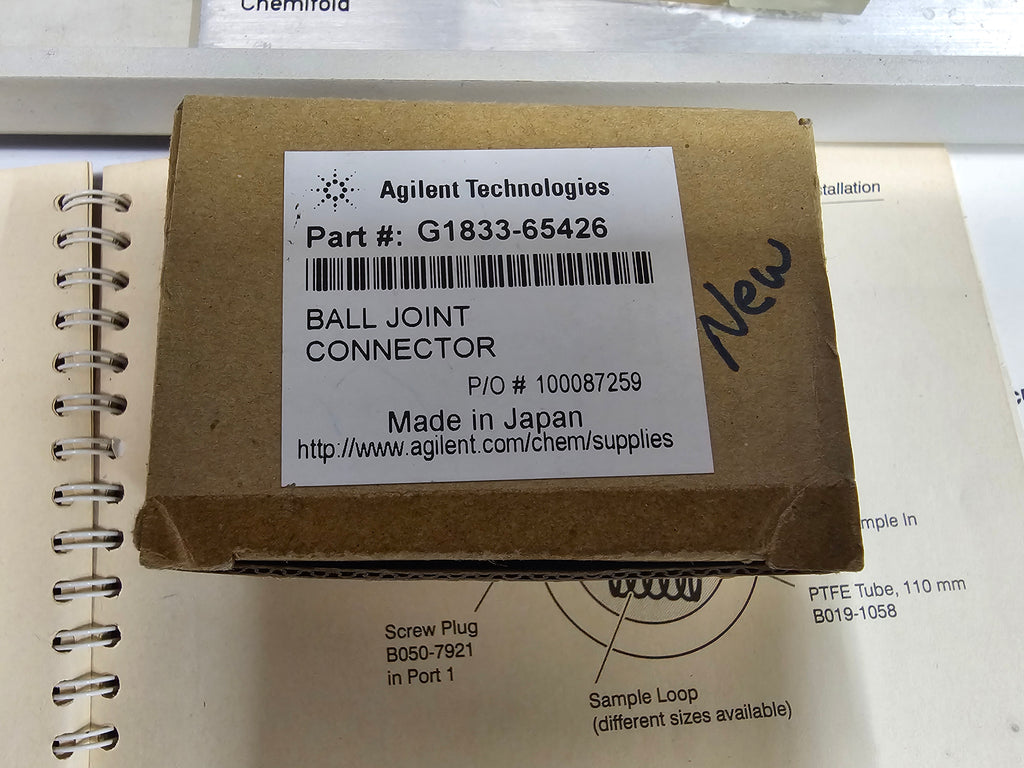 Chemifold
Agilent Technologies
Part #: G1833-65426
BALL JOINT
CONNECTOR
P/O # 100087259
Made in Japan
http://www.agilent.com/chem/supplies
New
PTFE Tube, 110 mm
B019-1058
Screw Plug
B050-7921
in Port 1
Sample Loop
(different sizes available)